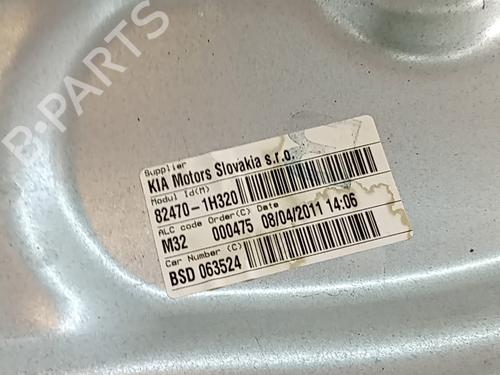 B-PARTS
Supplier
KIA Motors Slovakia s.r.o.
Modul Id(M)
82470-1H320
ALC code Order(C) Date
M32 000475 08/04/2011 14:06
Car Number (C)
BSD 063524